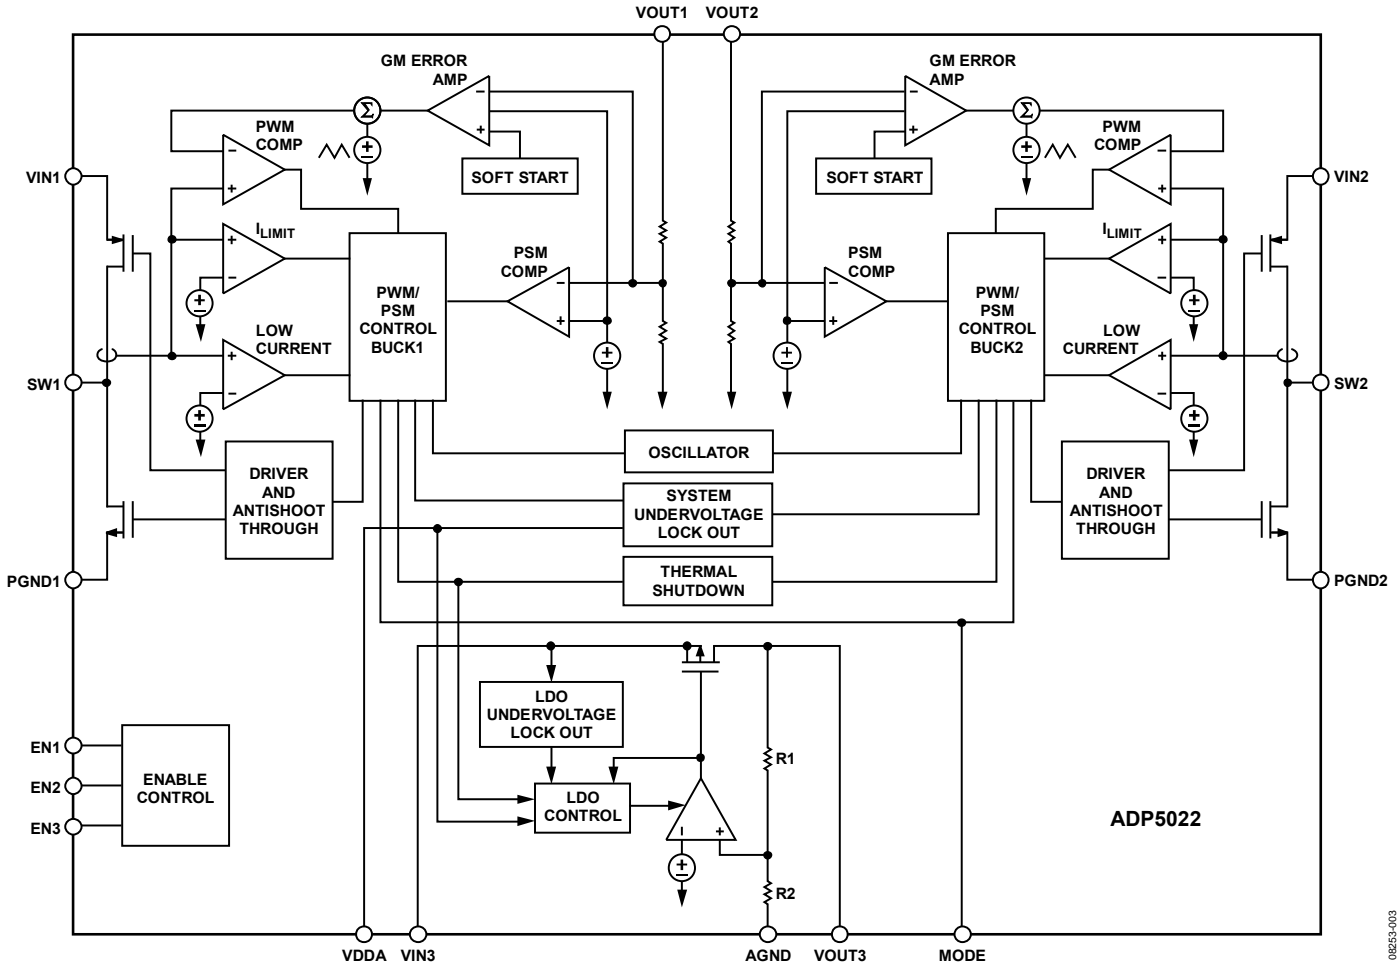 VOUT1 VOUT2
GM ERROR
AMP
GM ERROR
AMP
Σ
Σ
PWM
COMP
PWM
COMP
− + ±
− +
SOFT START
SOFT START
− +
± − +
VIN1
VIN2
ILIMIT
ILIMIT
+ − ±
+ − ±
PSM
COMP
PSM
COMP
− + ±
− + ±
PWM/
PSM
CONTROL
BUCK1
PWM/
PSM
CONTROL
BUCK2
LOW
CURRENT
LOW
CURRENT
+ − ±
+ − ±
SW1
SW2
OSCILLATOR
DRIVER
AND
ANTISHOOT
THROUGH
SYSTEM
UNDERVOLTAGE
LOCK OUT
DRIVER
AND
ANTISHOOT
THROUGH
PGND1
THERMAL
SHUTDOWN
PGND2
LDO
UNDERVOLTAGE
LOCK OUT
EN1
EN2
EN3
ENABLE
CONTROL
R1
LDO
CONTROL
− +
±
R2
ADP5022
VDDA VIN3 AGND VOUT3 MODE
08253-003